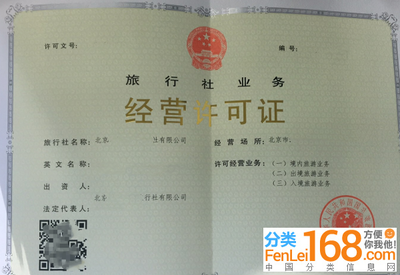 许可文号：
编号：
旅行社业务
经营许可证
旅行社名称：北京 有限公司
英文名称：
出资人： 行社有限公司
法定代表人：
经营场所：北京市
许可经营业务：（一）境内旅游业务
（二）出境旅游业务
（三）入境旅游业务
分类168方便你我他！
FenLei168.com
中国分类信息网